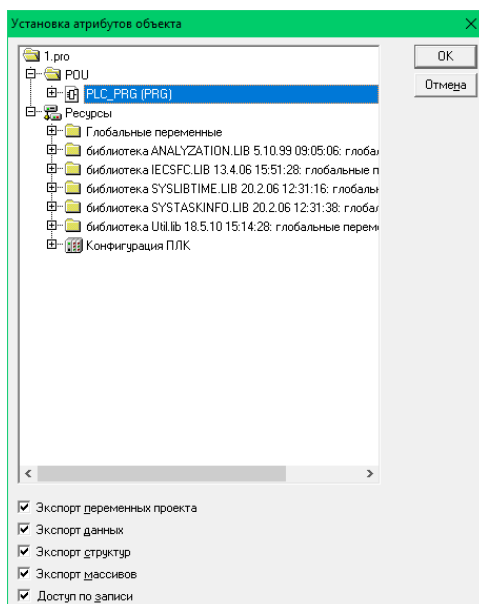 Установка атрибутов объекта
1.pro
OK
POU
Отмена
PLC_PRG (PRG)
Ресурсы
Глобальные переменные
библиотека ANALYZATION.LIB 5.10.99 09:05:06: глобал
библиотека IECSFC.LIB 13.4.06 15:51:28: глобальные п
библиотека SYSLIBTIME.LIB 20.2.06 12:31:16: глобальн
библиотека SYSTASKINFO.LIB 20.2.06 12:31:38: глобал
библиотека Util.lib 18.5.10 15:14:28: глобальные перем
Конфигурация ПЛК
Экспорт переменных проекта
Экспорт данных
Экспорт структур
Экспорт массивов
Доступ по записи